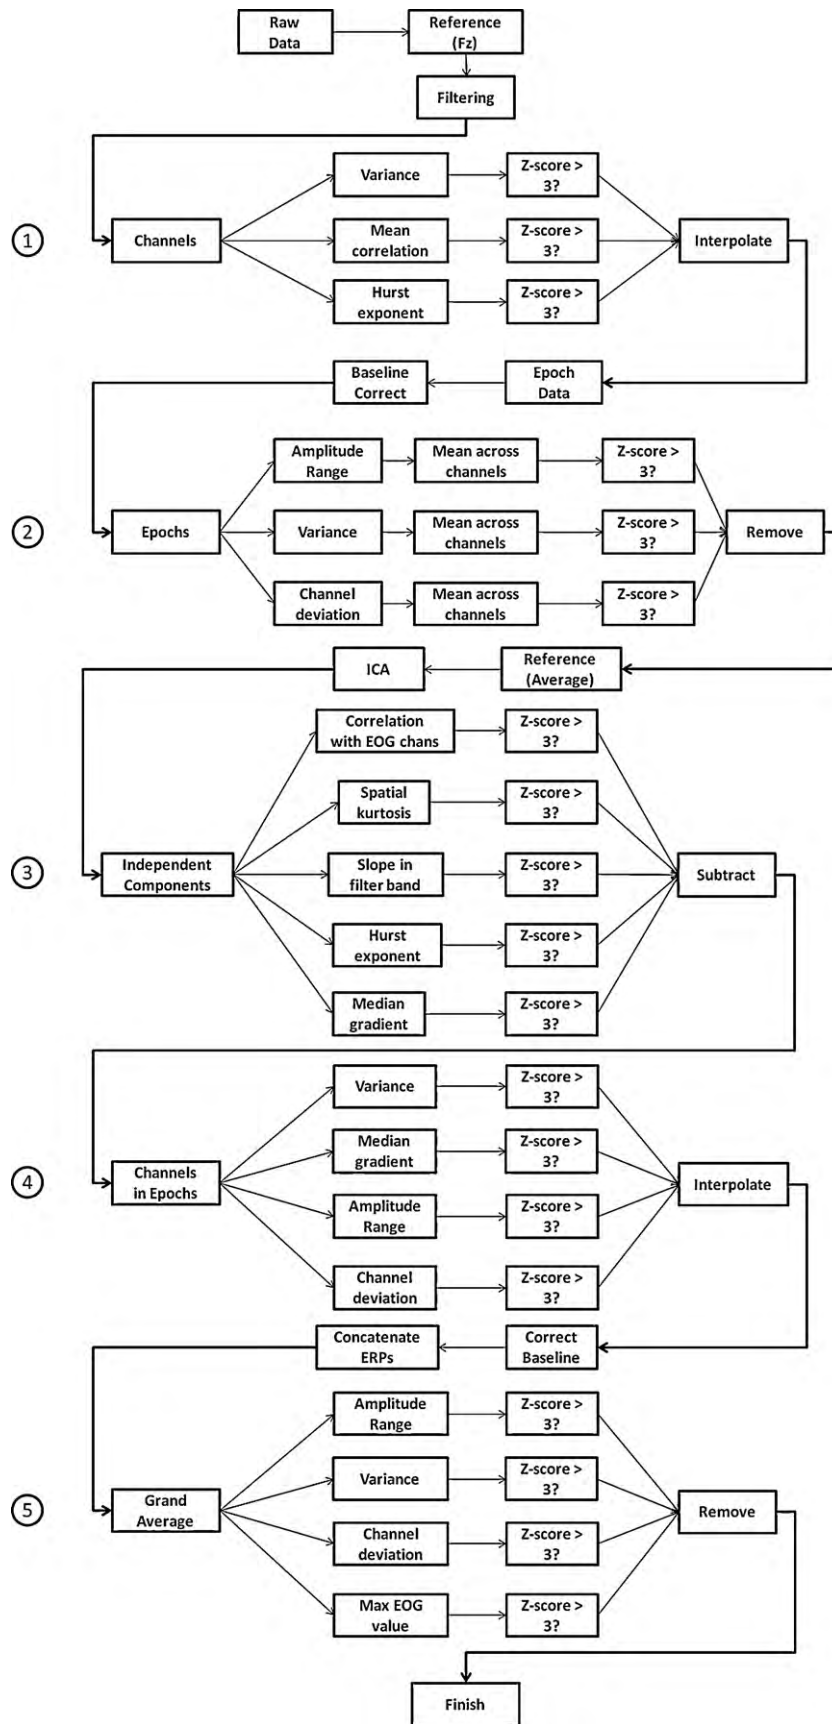 Raw
Data
Reference
(Fz)
Filtering
1
Channels
Variance
Z-score >
3?
Mean
correlation
Z-score >
3?
Hurst
exponent
Z-score >
3?
Interpolate
Baseline
Correct
Epoch
Data
2
Epochs
Amplitude
Range
Mean across
channels
Z-score >
3?
Variance
Mean across
channels
Z-score >
3?
Channel
deviation
Mean across
channels
Z-score >
3?
Remove
ICA
Reference
(Average)
3
Independent
Components
Correlation
with EOG chans
Z-score >
3?
Spatial
kurtosis
Z-score >
3?
Slope in
filter band
Z-score >
3?
Hurst
exponent
Z-score >
3?
Median
gradient
Z-score >
3?
Subtract
4
Channels
in Epochs
Variance
Z-score >
3?
Median
gradient
Z-score >
3?
Amplitude
Range
Z-score >
3?
Channel
deviation
Z-score >
3?
Interpolate
Concatenate
ERPs
Correct
Baseline
5
Grand
Average
Amplitude
Range
Z-score >
3?
Variance
Z-score >
3?
Channel
deviation
Z-score >
3?
Max EOG
value
Z-score >
3?
Remove
Finish